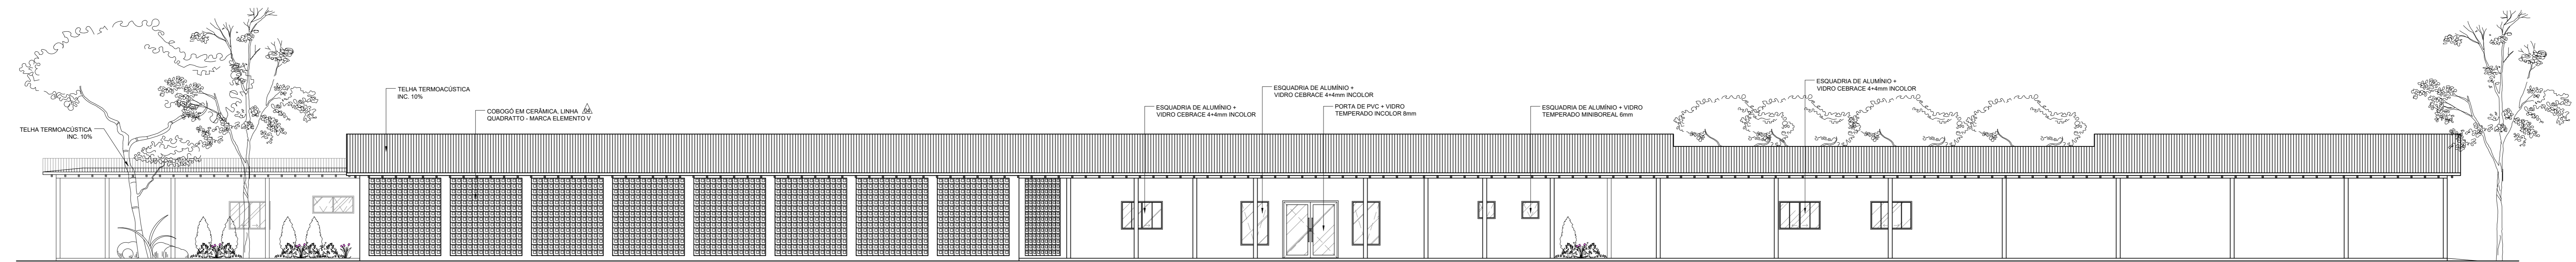 TELHA TERMOACÚSTICA
INC. 10%
TELHA TERMOACÚSTICA
INC. 10%
COBOGÓ EM CERÂMICA, LINHA
QUADRATTO - MARCA ELEMENTO V
ESQUADRIA DE ALUMÍNIO +
VIDRO CEBRACE 4+4mm INCOLOR
ESQUADRIA DE ALUMÍNIO +
VIDRO CEBRACE 4+4mm INCOLOR
PORTA DE PVC + VIDRO
TEMPERADO INCOLOR 8mm
ESQUADRIA DE ALUMÍNIO + VIDRO
TEMPERADO MINIBOREAL 6mm
ESQUADRIA DE ALUMÍNIO +
VIDRO CEBRACE 4+4mm INCOLOR